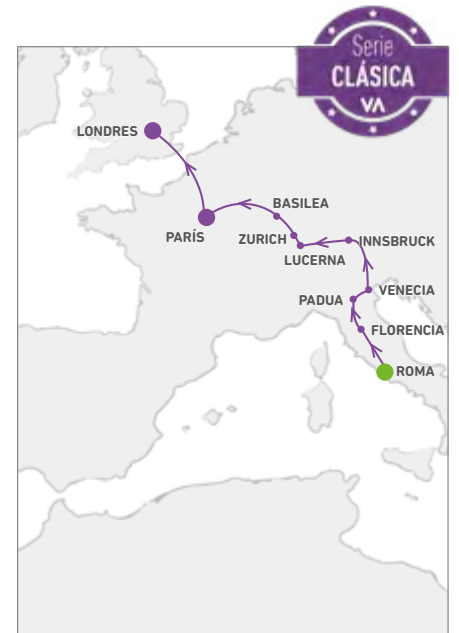 Serie
CLÁSICA
VA
LONDRES
BASILEA
PARÍS
ZURICH
INNSBRUCK
LUCERNA
VENECIA
PADUA
FLORENCIA
ROMA